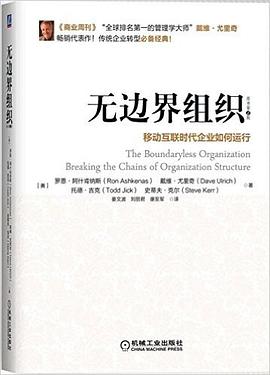 《商业周刊》“全球排名第一的管理学大师”戴维·尤里奇
畅销代表作！传统企业转型必备经典！
无边界组织
移动互联时代企业如何运行
The Boundaryless Organization
Breaking the Chains of Organization
Structure
[美] 罗恩·阿什肯纳斯(Ron Ashkenas) 戴维·尤里奇(Dave Ulrich)
托德·吉克(Todd Jick) 史蒂夫·克尔(Steve Kerr) 著
姜文波 刘丽君 康至军 译
机械工业出版社
CHINA MACHINE PRESS
无边界组织